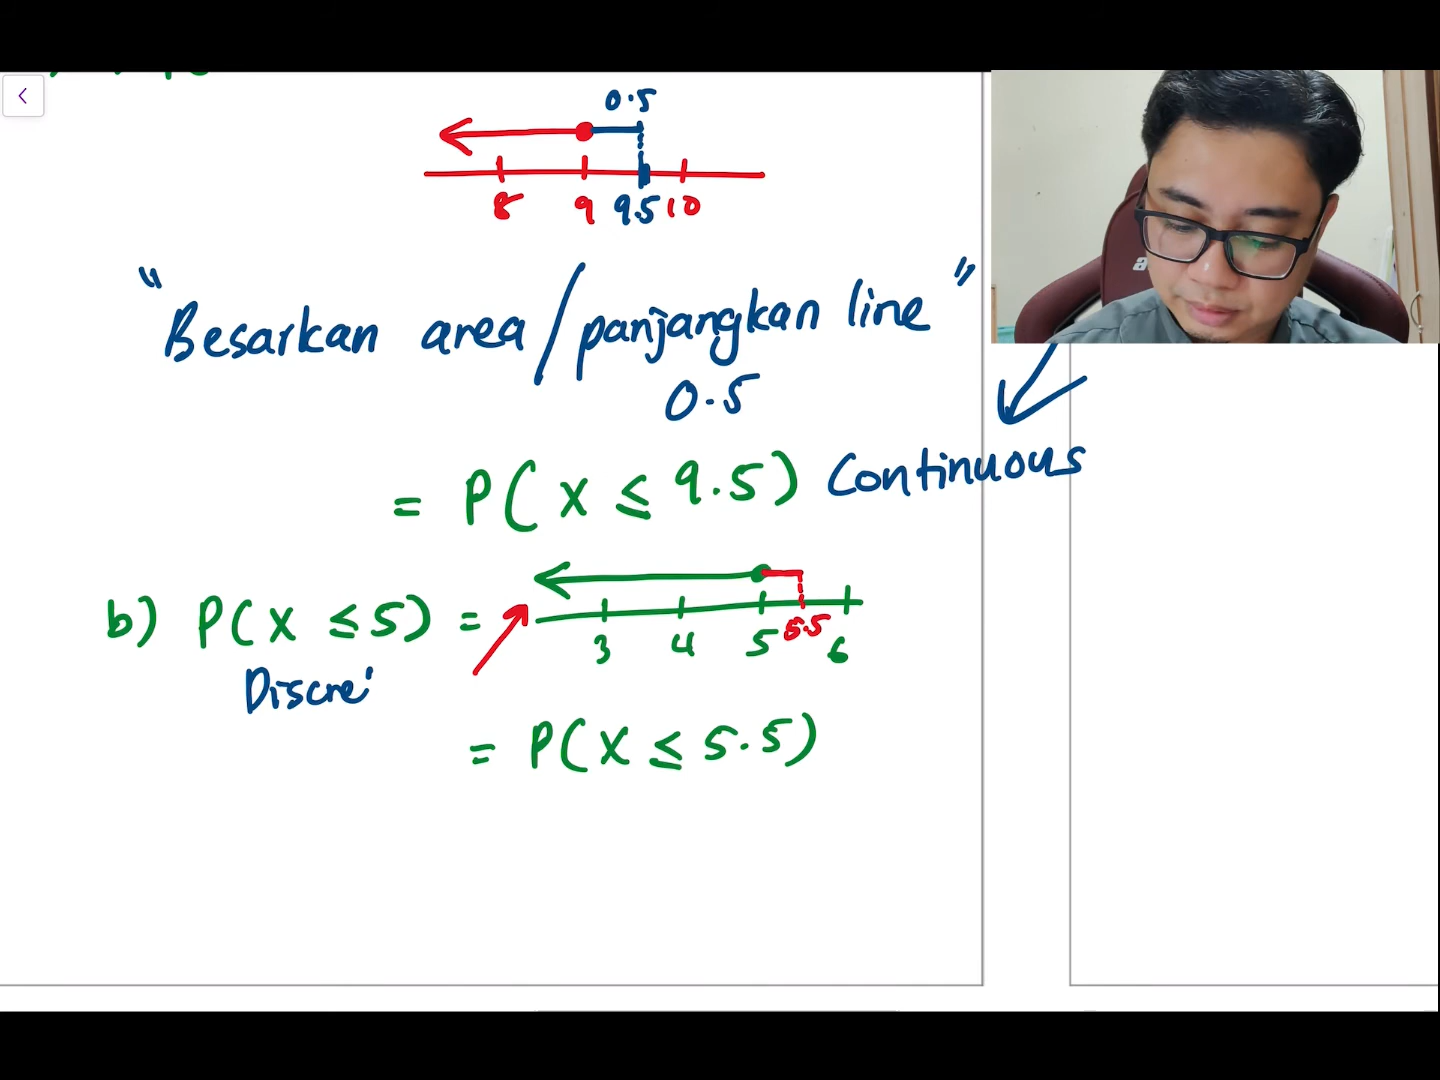 0.5
8 9 9.5 10
"Besarkan area / panjangkan line"
0.5
= P( X ≤ 9.5) Continuous
b) P( X ≤ 5) =
3 4 5 5.5 6
Discre
= P( X ≤ 5.5)